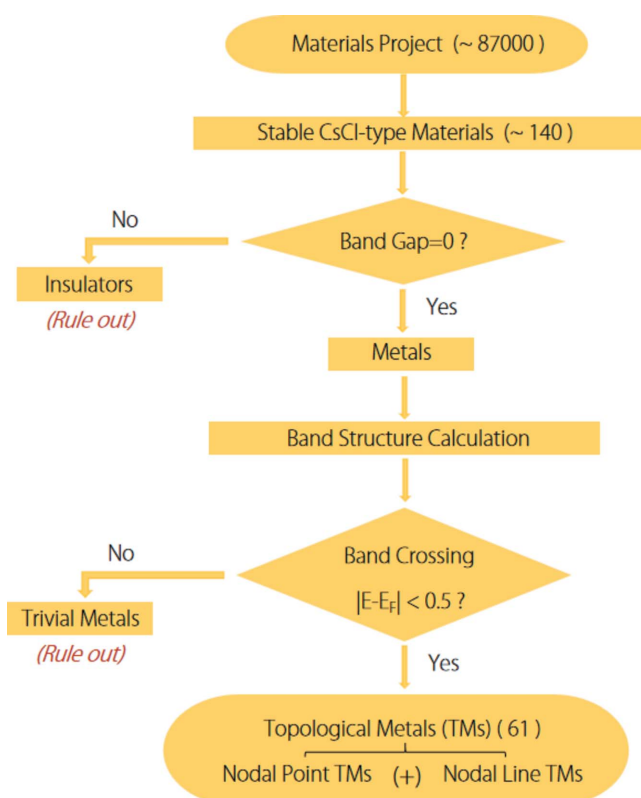 Materials Project (~ 87000 )
Stable CsCl-type Materials (~ 140 )
No
Band Gap=0 ?
Insulators
(Rule out)
Yes
Metals
Band Structure Calculation
No
Band Crossing
|E-E_F| < 0.5 ?
Trivial Metals
(Rule out)
Yes
Topological Metals (TMs) ( 61 )
Nodal Point TMs (+) Nodal Line TMs